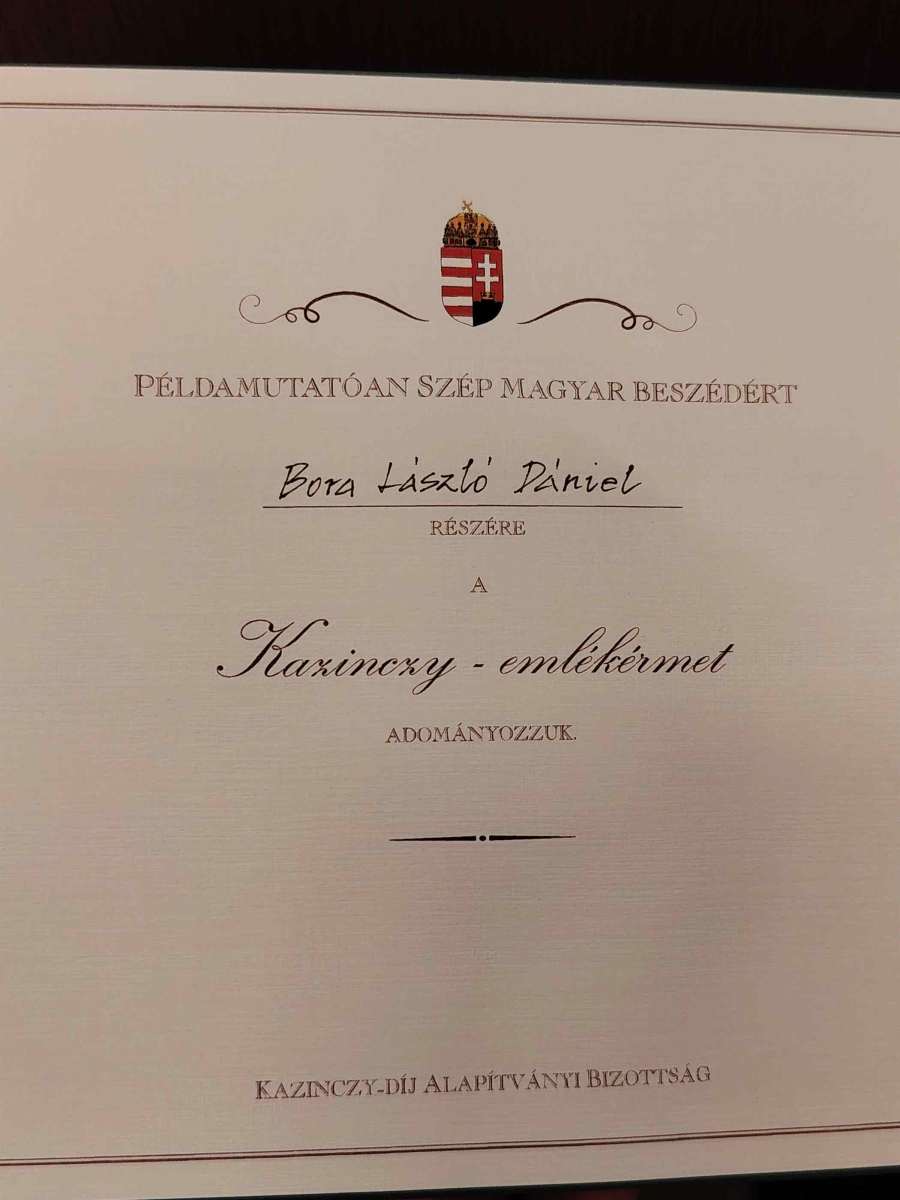 PÉLDAMUTATÓAN SZÉP MAGYAR BESZÉDÉRT
Bora László Dániel
RÉSZÉRE
A
Kazinczy - emlékérmet
ADOMÁNYOZZUK.
KAZINCZY-DÍJ ALAPÍTVÁNYI BIZOTTSÁG